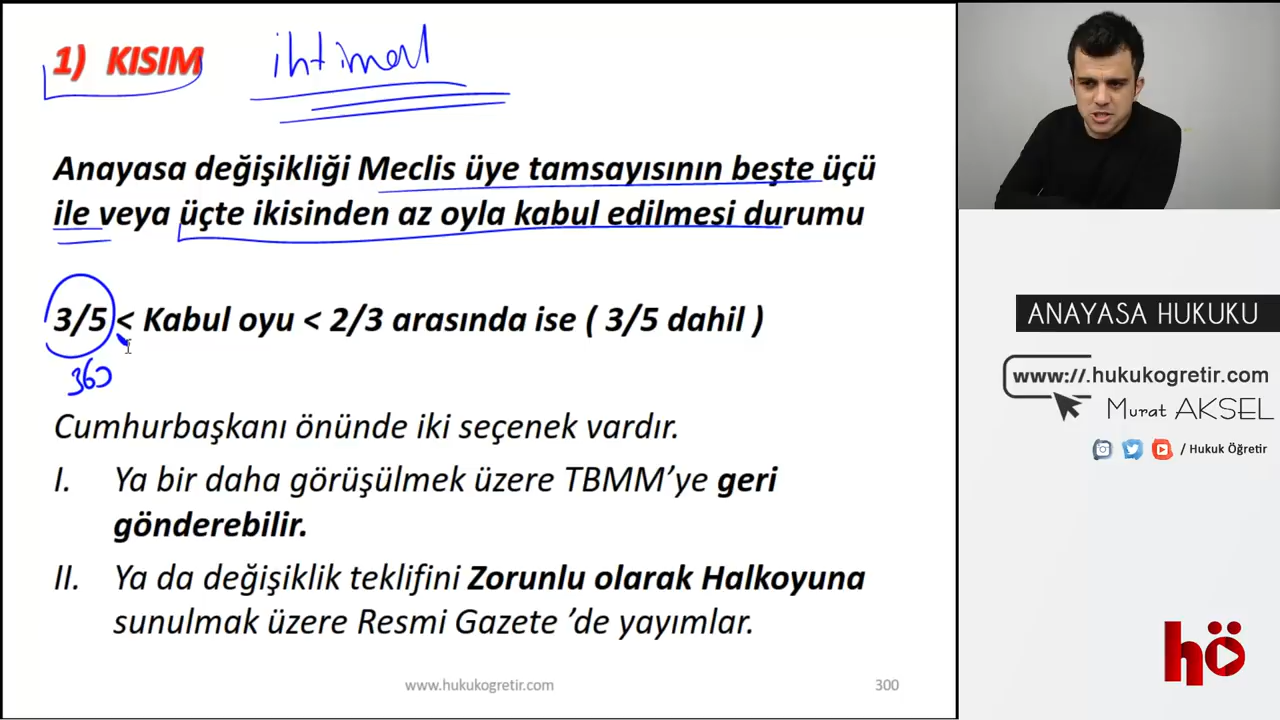 1) KISIM ihtimal
Anayasa değişikliği Meclis üye tamsayısının beşte üçü
ile veya üçte ikisinden az oyla kabul edilmesi durumu
3/5 < Kabul oyu < 2/3 arasında ise ( 3/5 dahil )
360
Cumhurbaşkanı önünde iki seçenek vardır.
I. Ya bir daha görüşülmek üzere TBMM’ye geri
gönderebilir.
II. Ya da değişiklik teklifini Zorunlu olarak Halkoyuna
sunulmak üzere Resmi Gazete ’de yayımlar.
www.hukukogretir.com 300
ANAYASA HUKUKU
www://.hukukogretir.com
Murat AKSEL
/ Hukuk Öğretir
hö